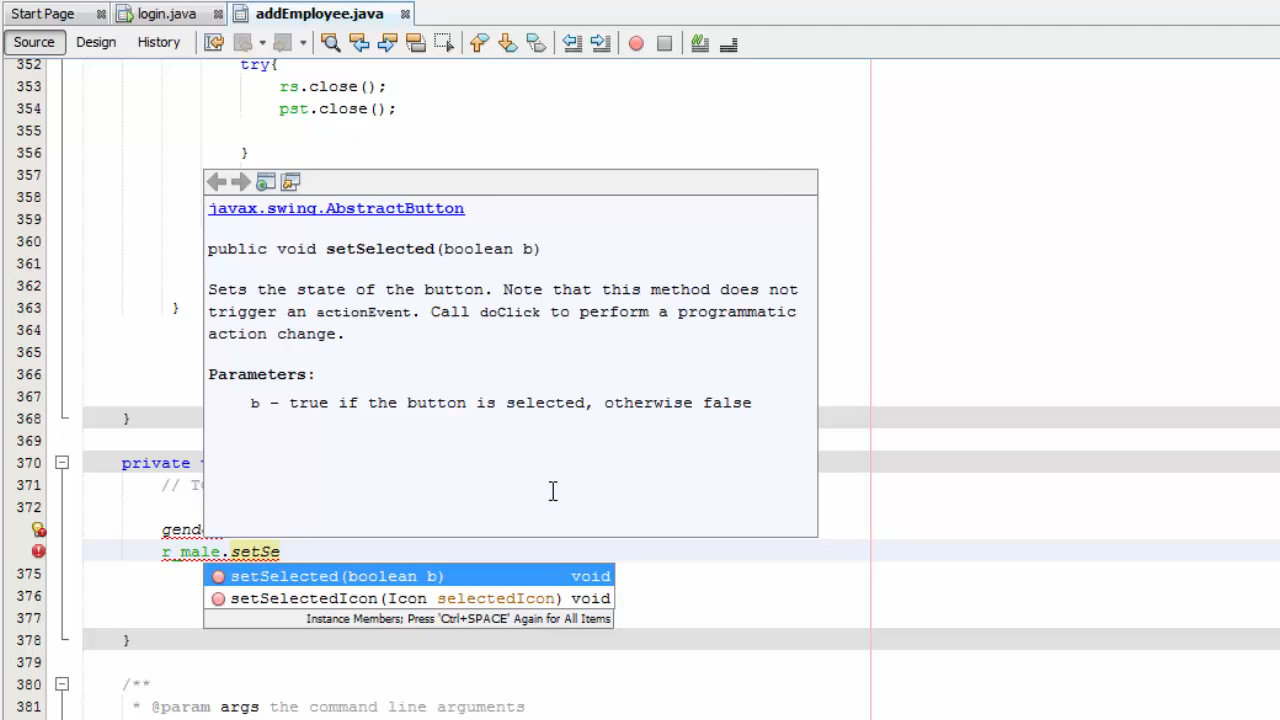 Start Page login.java addEmployee.java
Source Design History
352 try{
353 rs.close();
354 pst.close();
355
356 }
357
358
359
360
361
362
363 }
364
365
366
367
368 }
369
370 private
371 //
372
gend
r_male.setSe
375
376
377
378 }
379
380 /**
381 * @param args the command line arguments
javax.swing.AbstractButton
public void setSelected(boolean b)
Sets the state of the button. Note that this method does not
trigger an actionEvent. Call doClick to perform a programmatic
action change.
Parameters:
b - true if the button is selected, otherwise false
setSelected(boolean b) void
setSelectedIcon(Icon selectedIcon) void
Instance Members; Press 'Ctrl+SPACE' Again for All Items